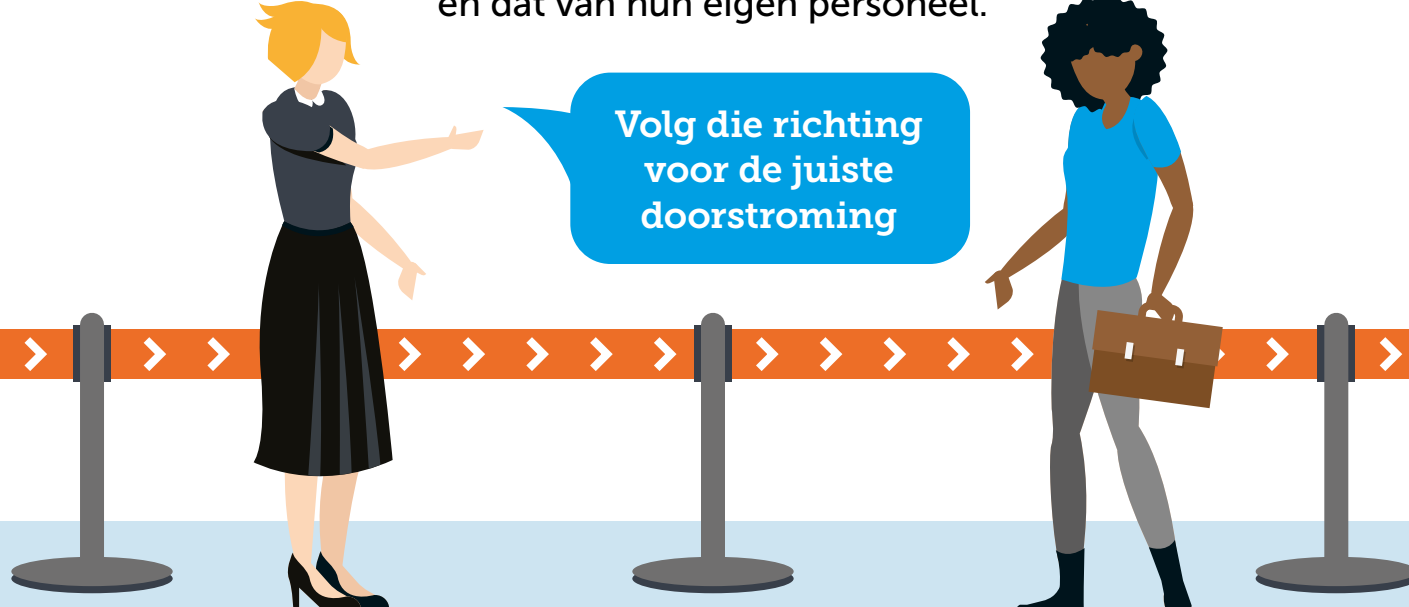 en dat van hun eigen personeel.
Volg die richting
voor de juiste
doorstroming